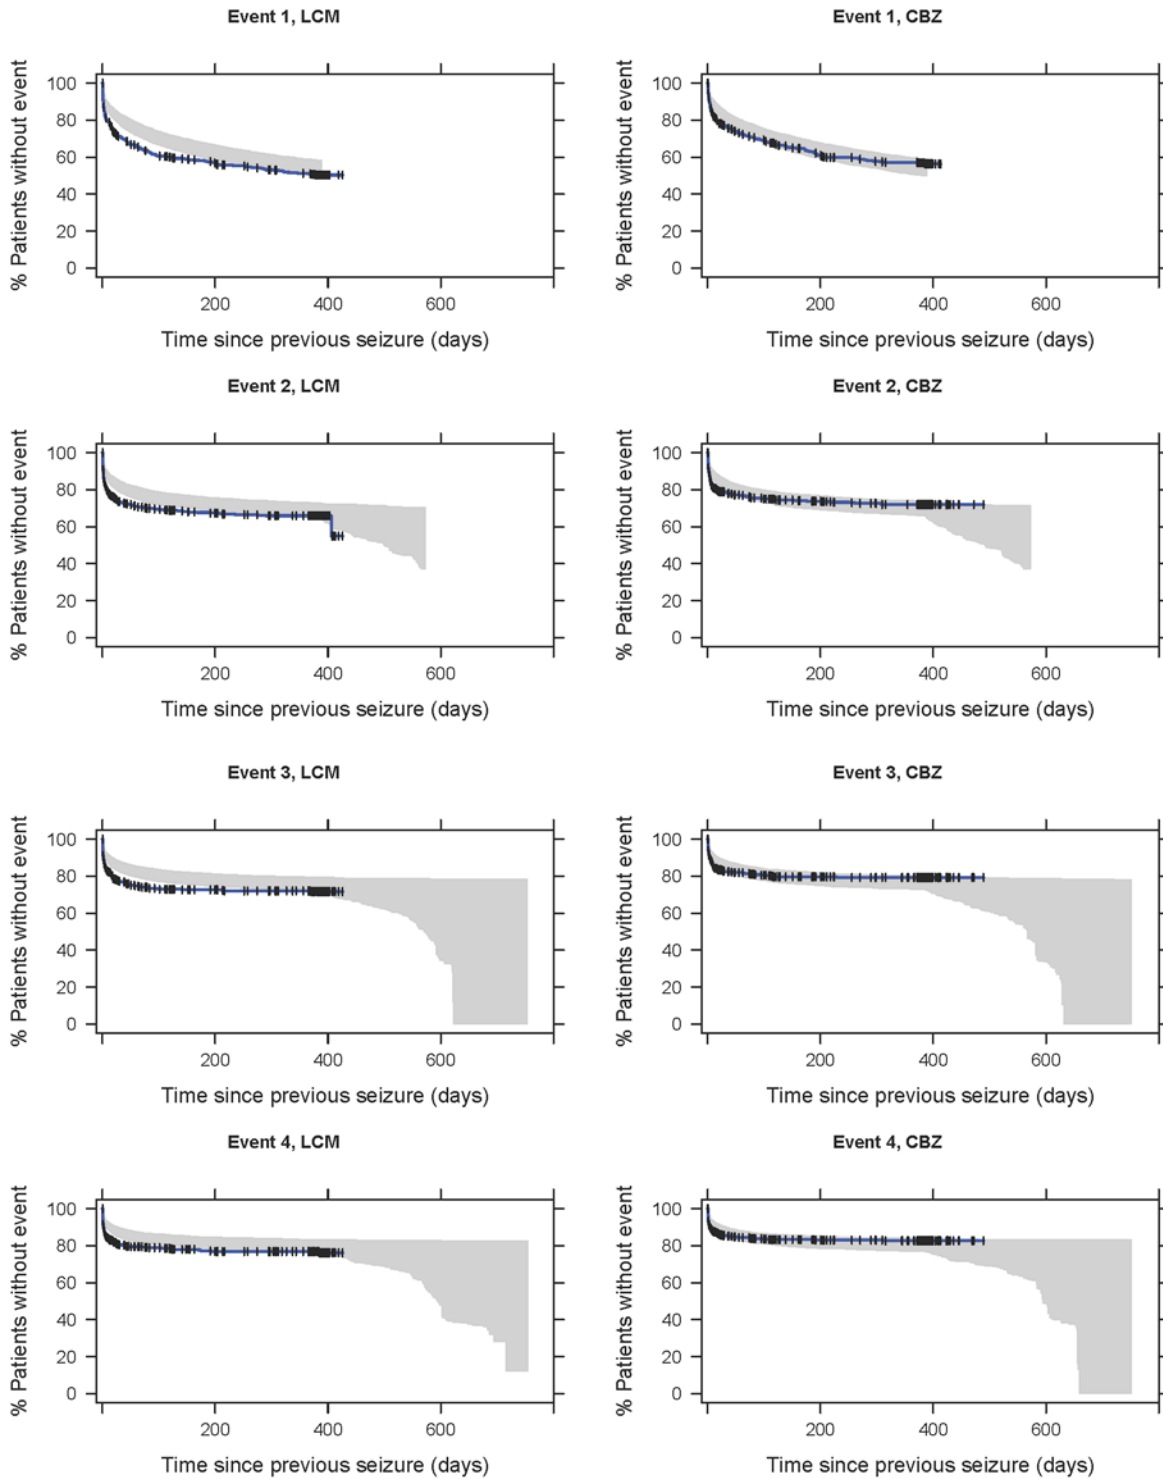 Event 1, LCM
% Patients without event
100
80
60
40
20
0
200 400 600
Time since previous seizure (days)
Event 1, CBZ
% Patients without event
100
80
60
40
20
0
200 400 600
Time since previous seizure (days)
Event 2, LCM
% Patients without event
100
80
60
40
20
0
200 400 600
Time since previous seizure (days)
Event 2, CBZ
% Patients without event
100
80
60
40
20
0
200 400 600
Time since previous seizure (days)
Event 3, LCM
% Patients without event
100
80
60
40
20
0
200 400 600
Time since previous seizure (days)
Event 3, CBZ
% Patients without event
100
80
60
40
20
0
200 400 600
Time since previous seizure (days)
Event 4, LCM
% Patients without event
100
80
60
40
20
0
200 400 600
Time since previous seizure (days)
Event 4, CBZ
% Patients without event
100
80
60
40
20
0
200 400 600
Time since previous seizure (days)